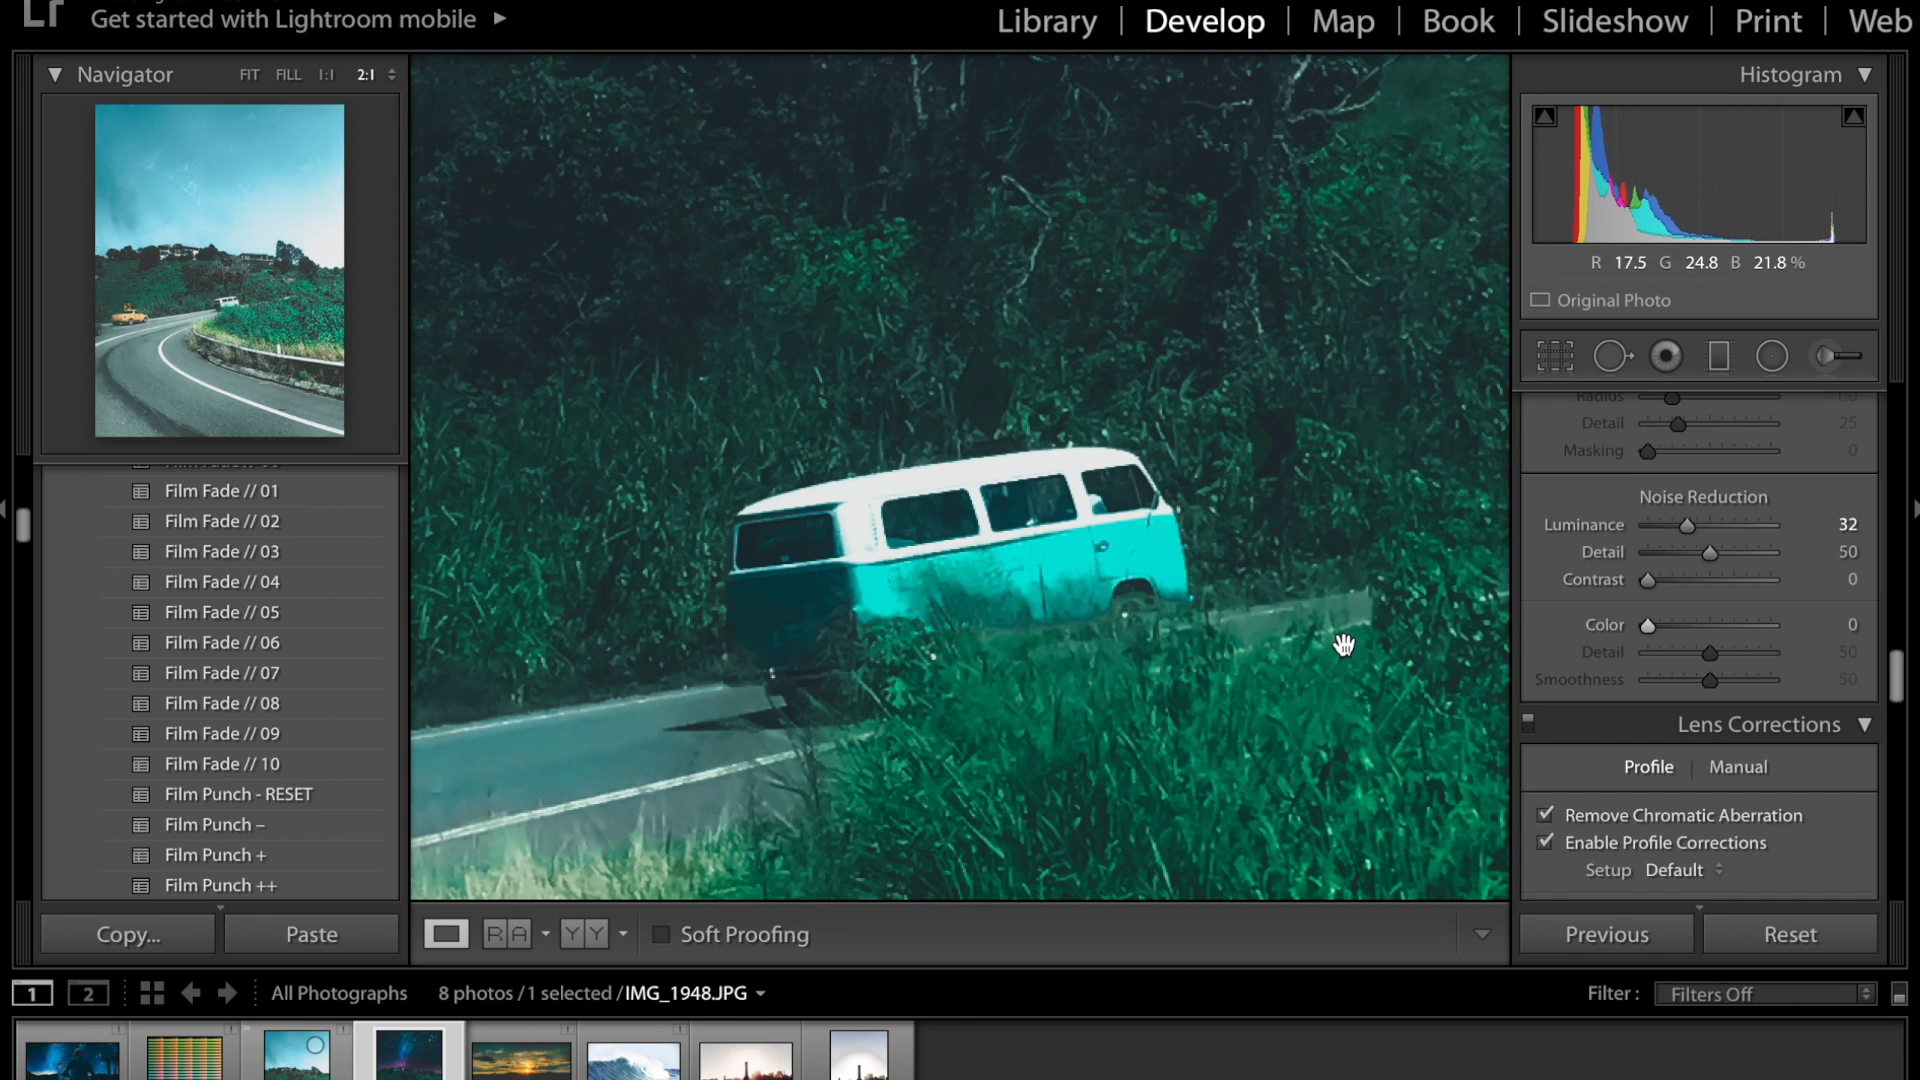 Lr
Get started with Lightroom mobile
Library | Develop | Map | Book | Slideshow | Print | Web
Navigator FIT FILL 1:1 2:1
Histogram
R 17.5 G 24.8 B 21.8 %
Original Photo
Radius 1.0
Detail 25
Masking 0
Noise Reduction
Luminance 32
Detail 50
Contrast 0
Color 0
Detail 50
Smoothness 50
Lens Corrections
Profile | Manual
Remove Chromatic Aberration
Enable Profile Corrections
Setup Default
Film Fade // 01
Film Fade // 02
Film Fade // 03
Film Fade // 04
Film Fade // 05
Film Fade // 06
Film Fade // 07
Film Fade // 08
Film Fade // 09
Film Fade // 10
Film Punch - RESET
Film Punch –
Film Punch +
Film Punch ++
Copy... Paste
R A Y Y Soft Proofing
Previous Reset
1 2 All Photographs 8 photos / 1 selected / IMG_1948.JPG
Filter : Filters Off